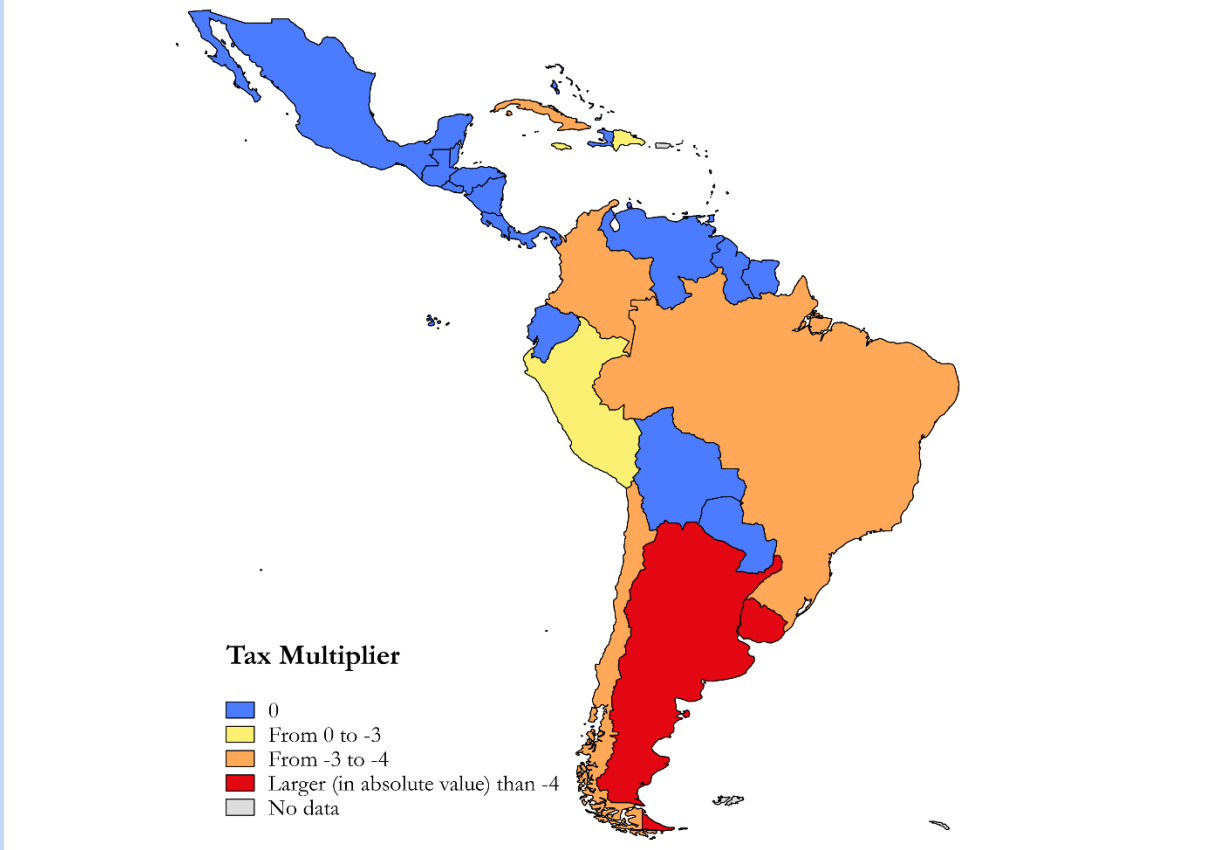 Tax Multiplier
0
From 0 to -3
From -3 to -4
Larger (in absolute value) than -4
No data